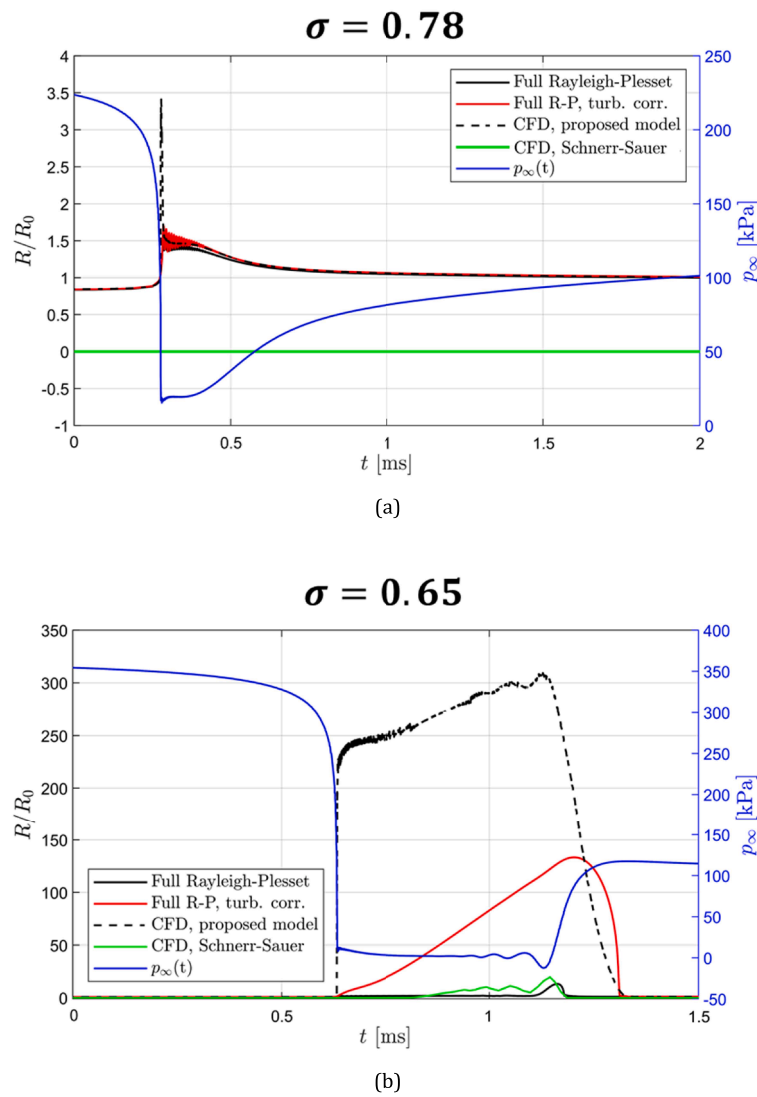 σ = 0.78
4
3.5
3
2.5
2
1.5
1
0.5
0
-0.5
-1
R/R₀
250
200
150
100
50
0
p∞ [kPa]
Full Rayleigh-Plesset
Full R-P, turb. corr.
CFD, proposed model
CFD, Schnerr-Sauer
p∞(t)
0 0.5 1 1.5 2
t [ms]
(a)
σ = 0.65
350
300
250
200
150
100
50
0
R/R₀
400
350
300
250
200
150
100
50
0
-50
p∞ [kPa]
Full Rayleigh-Plesset
Full R-P, turb. corr.
CFD, proposed model
CFD, Schnerr-Sauer
p∞(t)
0 0.5 1 1.5
t [ms]
(b)